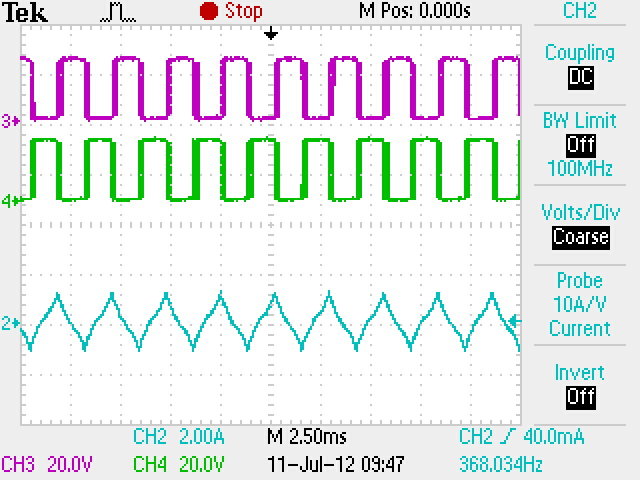 Tek Stop M Pos: 0.000s CH2
Coupling
DC
3
BW Limit
Off
100MHz
4
Volts/Div
Coarse
Probe
10A/V
Current
2
Invert
Off
CH2 2.00A M 2.50ms CH2 40.0mA
CH3 20.0V CH4 20.0V 11-Jul-12 09:47 368.034Hz